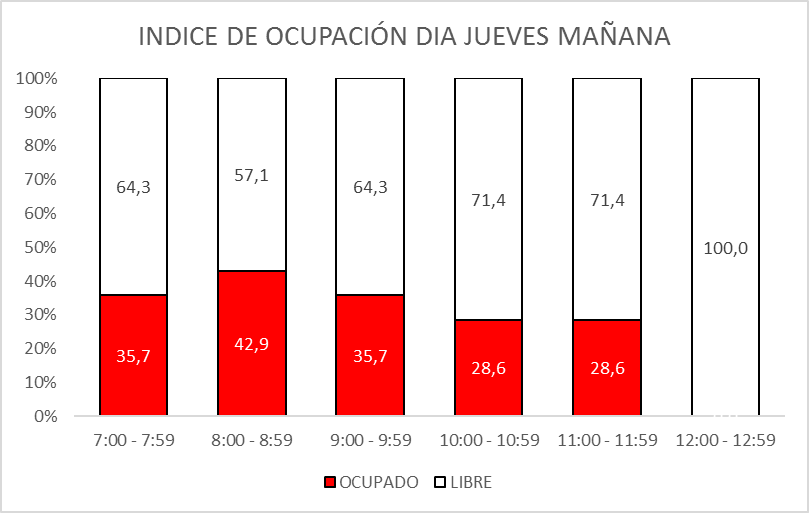 INDICE DE OCUPACIÓN DIA JUEVES MAÑANA
100%
90%
80%
70%
60%
50%
40%
30%
20%
10%
0%
64,3
57,1
64,3
71,4
71,4
100,0
35,7
42,9
35,7
28,6
28,6
7:00 - 7:59
8:00 - 8:59
9:00 - 9:59
10:00 - 10:59
11:00 - 11:59
12:00 - 12:59
OCUPADO
LIBRE